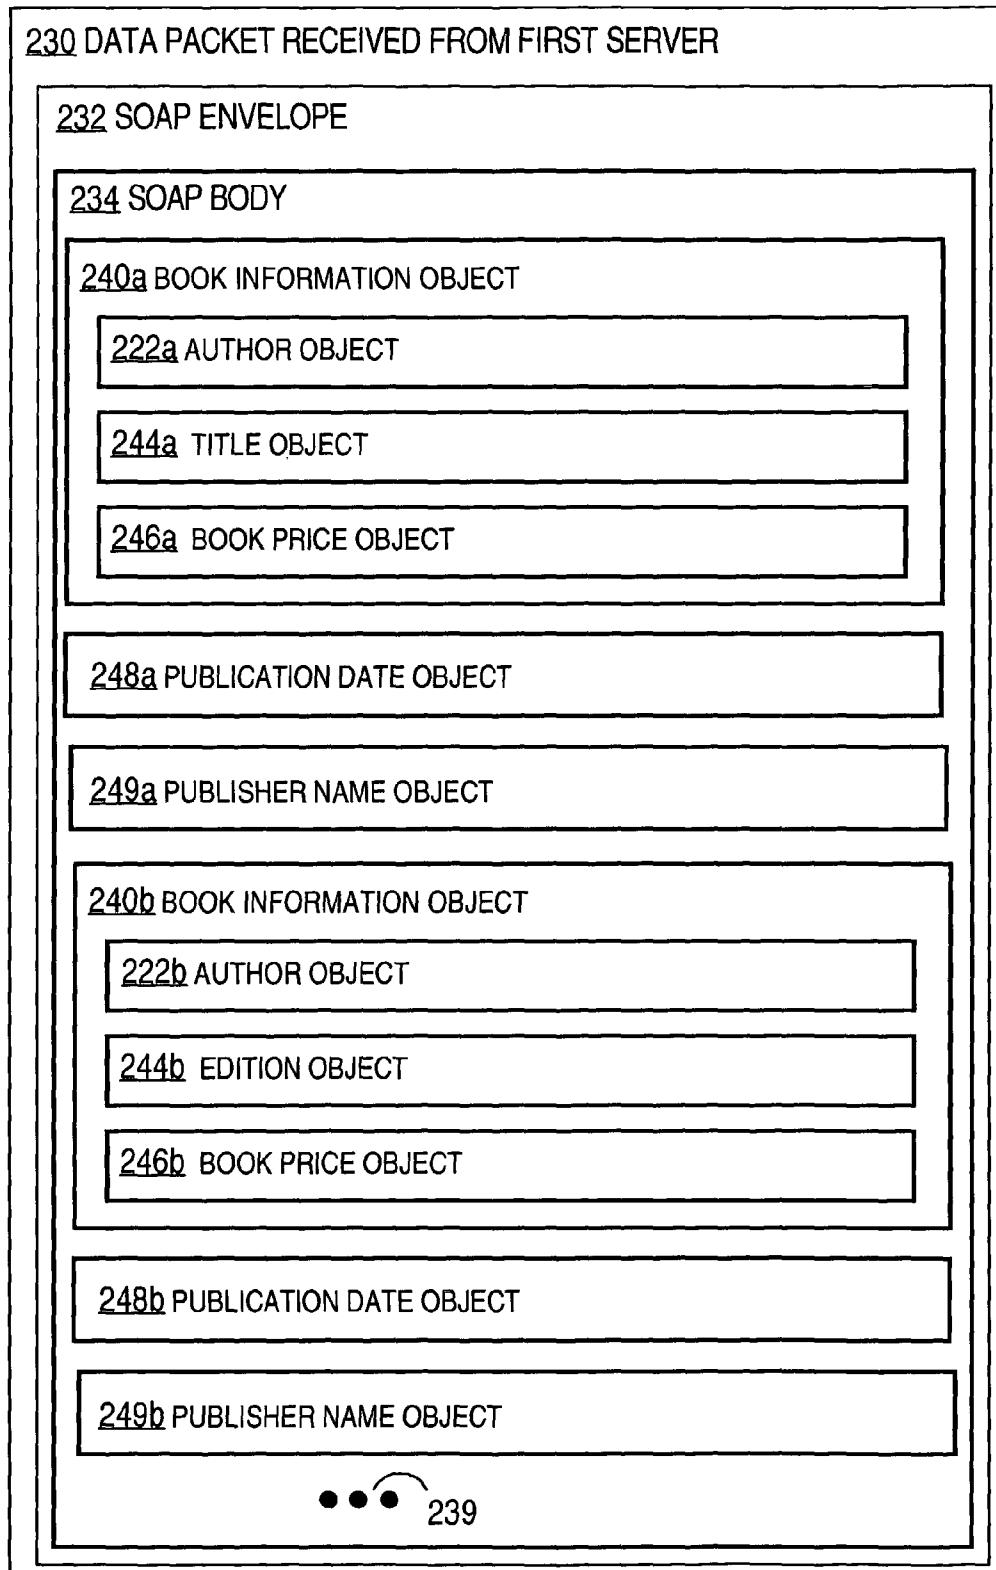 230 DATA PACKET RECEIVED FROM FIRST SERVER
232 SOAP ENVELOPE
234 SOAP BODY
240a BOOK INFORMATION OBJECT
222a AUTHOR OBJECT
244a TITLE OBJECT
246a BOOK PRICE OBJECT
248a PUBLICATION DATE OBJECT
249a PUBLISHER NAME OBJECT
240b BOOK INFORMATION OBJECT
222b AUTHOR OBJECT
244b EDITION OBJECT
246b BOOK PRICE OBJECT
248b PUBLICATION DATE OBJECT
249b PUBLISHER NAME OBJECT
239